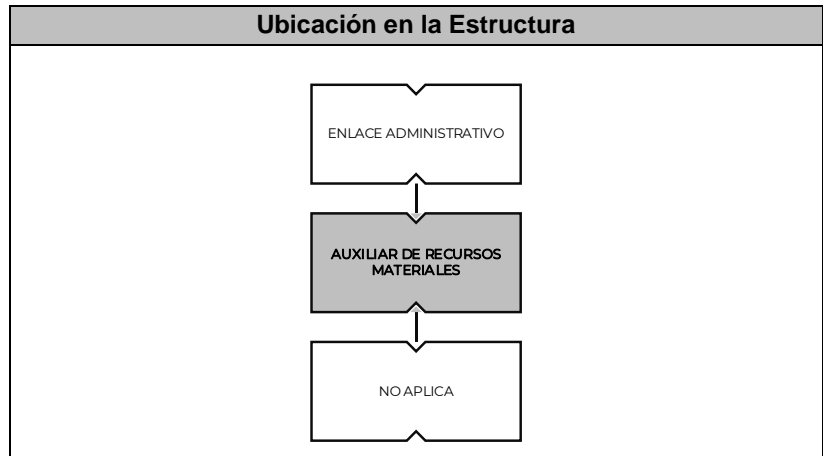 Ubicación en la Estructura
ENLACE ADMINISTRATIVO
AUXILIAR DE RECURSOS
MATERIALES
NO APLICA